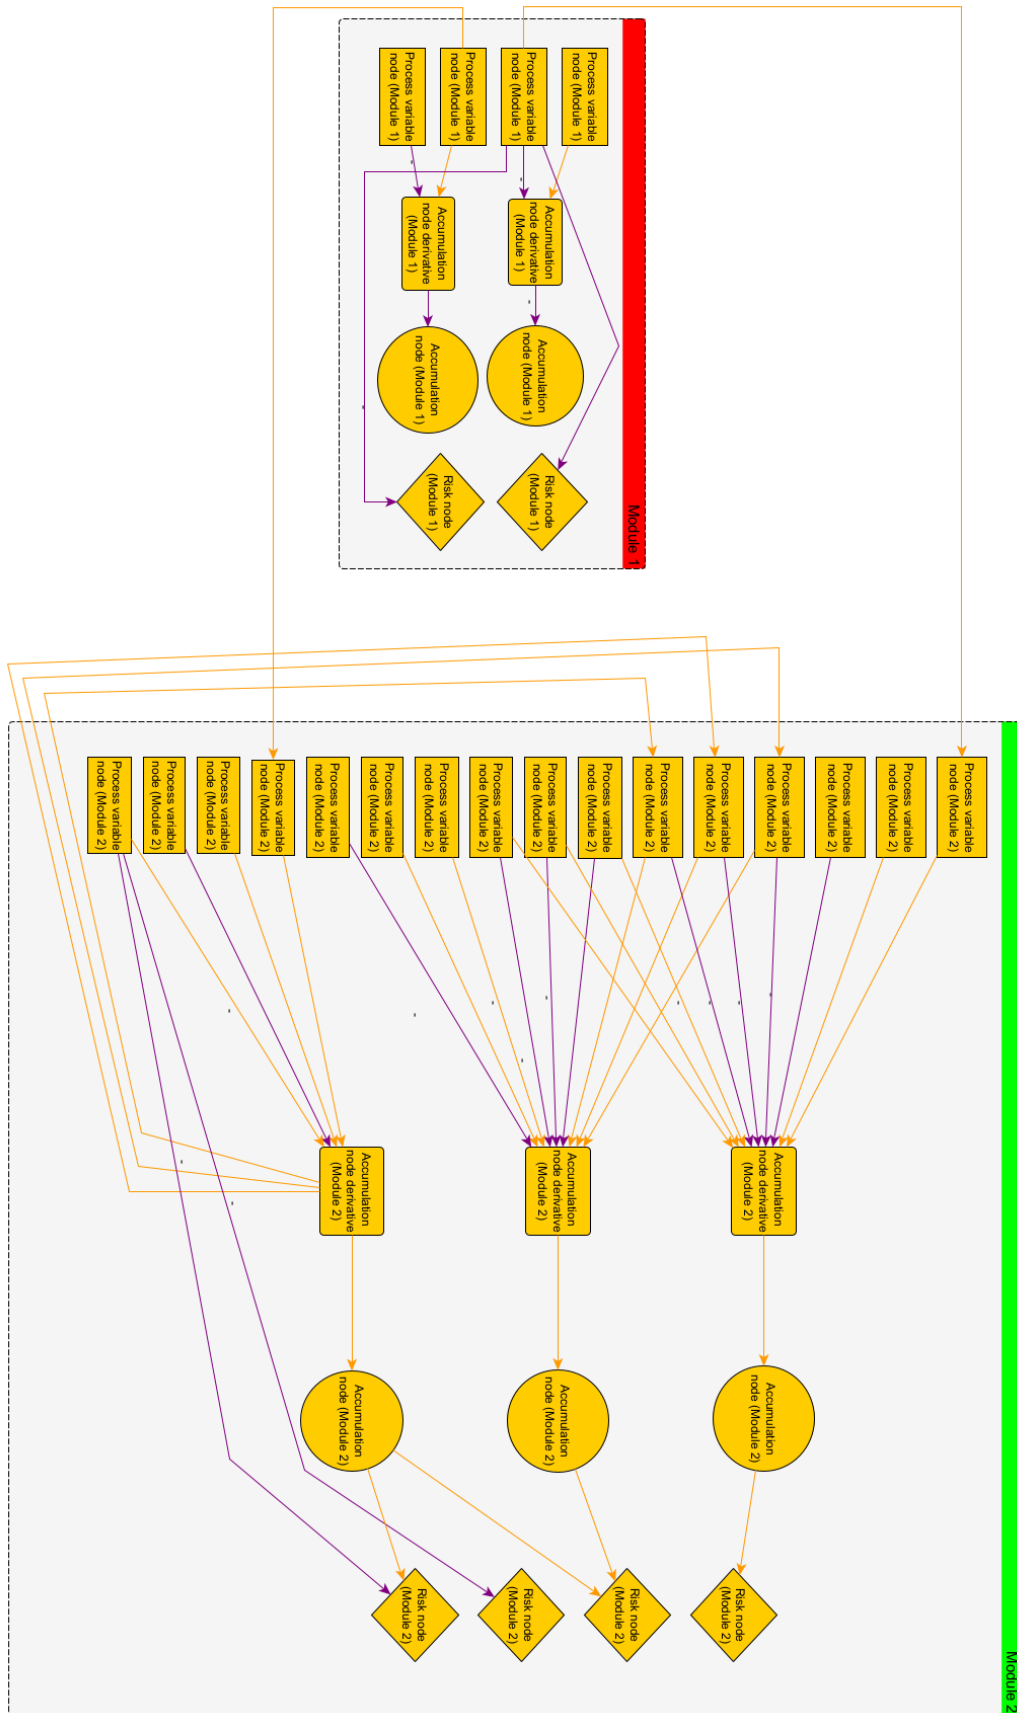 Module 1
Process variable
node (Module 1)
Process variable
node (Module 1)
Process variable
node (Module 1)
Process variable
node (Module 1)
-
-
Accumulation
node derivative
(Module 1)
Accumulation
node derivative
(Module 1)
-
Accumulation
node (Module 1)
Accumulation
node (Module 1)
-
Risk node
(Module 1)
Risk node
(Module 1)
Module 2
Process variable
node (Module 2)
Process variable
node (Module 2)
Process variable
node (Module 2)
Process variable
node (Module 2)
Process variable
node (Module 2)
Process variable
node (Module 2)
Process variable
node (Module 2)
Process variable
node (Module 2)
Process variable
node (Module 2)
Process variable
node (Module 2)
Process variable
node (Module 2)
Process variable
node (Module 2)
Process variable
node (Module 2)
Process variable
node (Module 2)
Process variable
node (Module 2)
Process variable
node (Module 2)
-
-
-
-
-
-
-
-
-
-
-
Accumulation
node derivative
(Module 2)
Accumulation
node derivative
(Module 2)
Accumulation
node derivative
(Module 2)
Accumulation
node (Module 2)
Accumulation
node (Module 2)
Accumulation
node (Module 2)
Risk node
(Module 2)
Risk node
(Module 2)
Risk node
(Module 2)
Risk node
(Module 2)